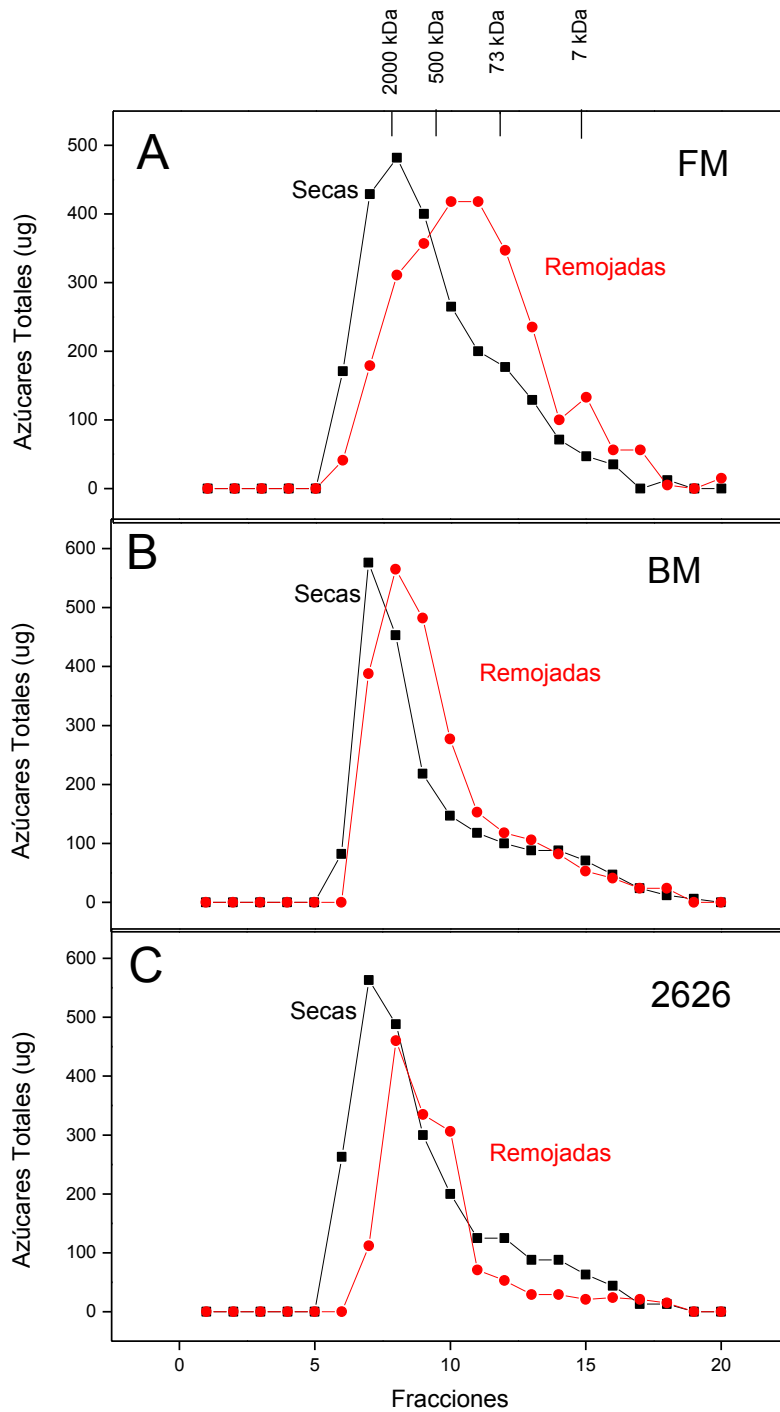 2000 kDa
500 kDa
73 kDa
7 kDa
A
FM
Secas
Remojadas
Azúcares Totales (ug)
500
400
300
200
100
0
B
BM
Secas
Remojadas
Azúcares Totales (ug)
600
500
400
300
200
100
0
C
2626
Secas
Remojadas
Azúcares Totales (ug)
600
500
400
300
200
100
0
0 5 10 15 20
Fracciones